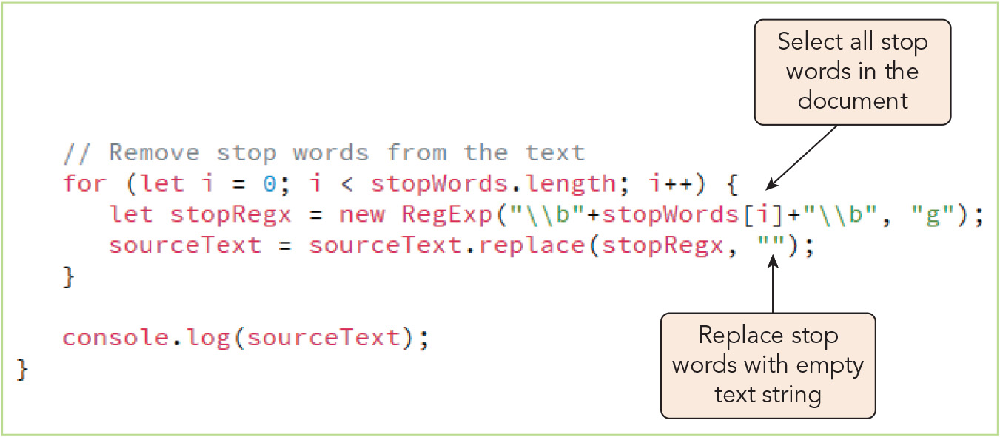 Select all stop
words in the
document
// Remove stop words from the text
for (let i = 0; i < stopWords.length; i++) {
let stopRegx = new RegExp("\\b"+stopWords[i]+"\\b", "g");
sourceText = sourceText.replace(stopRegx, "");
}
console.log(sourceText);
}
Replace stop
words with empty
text string